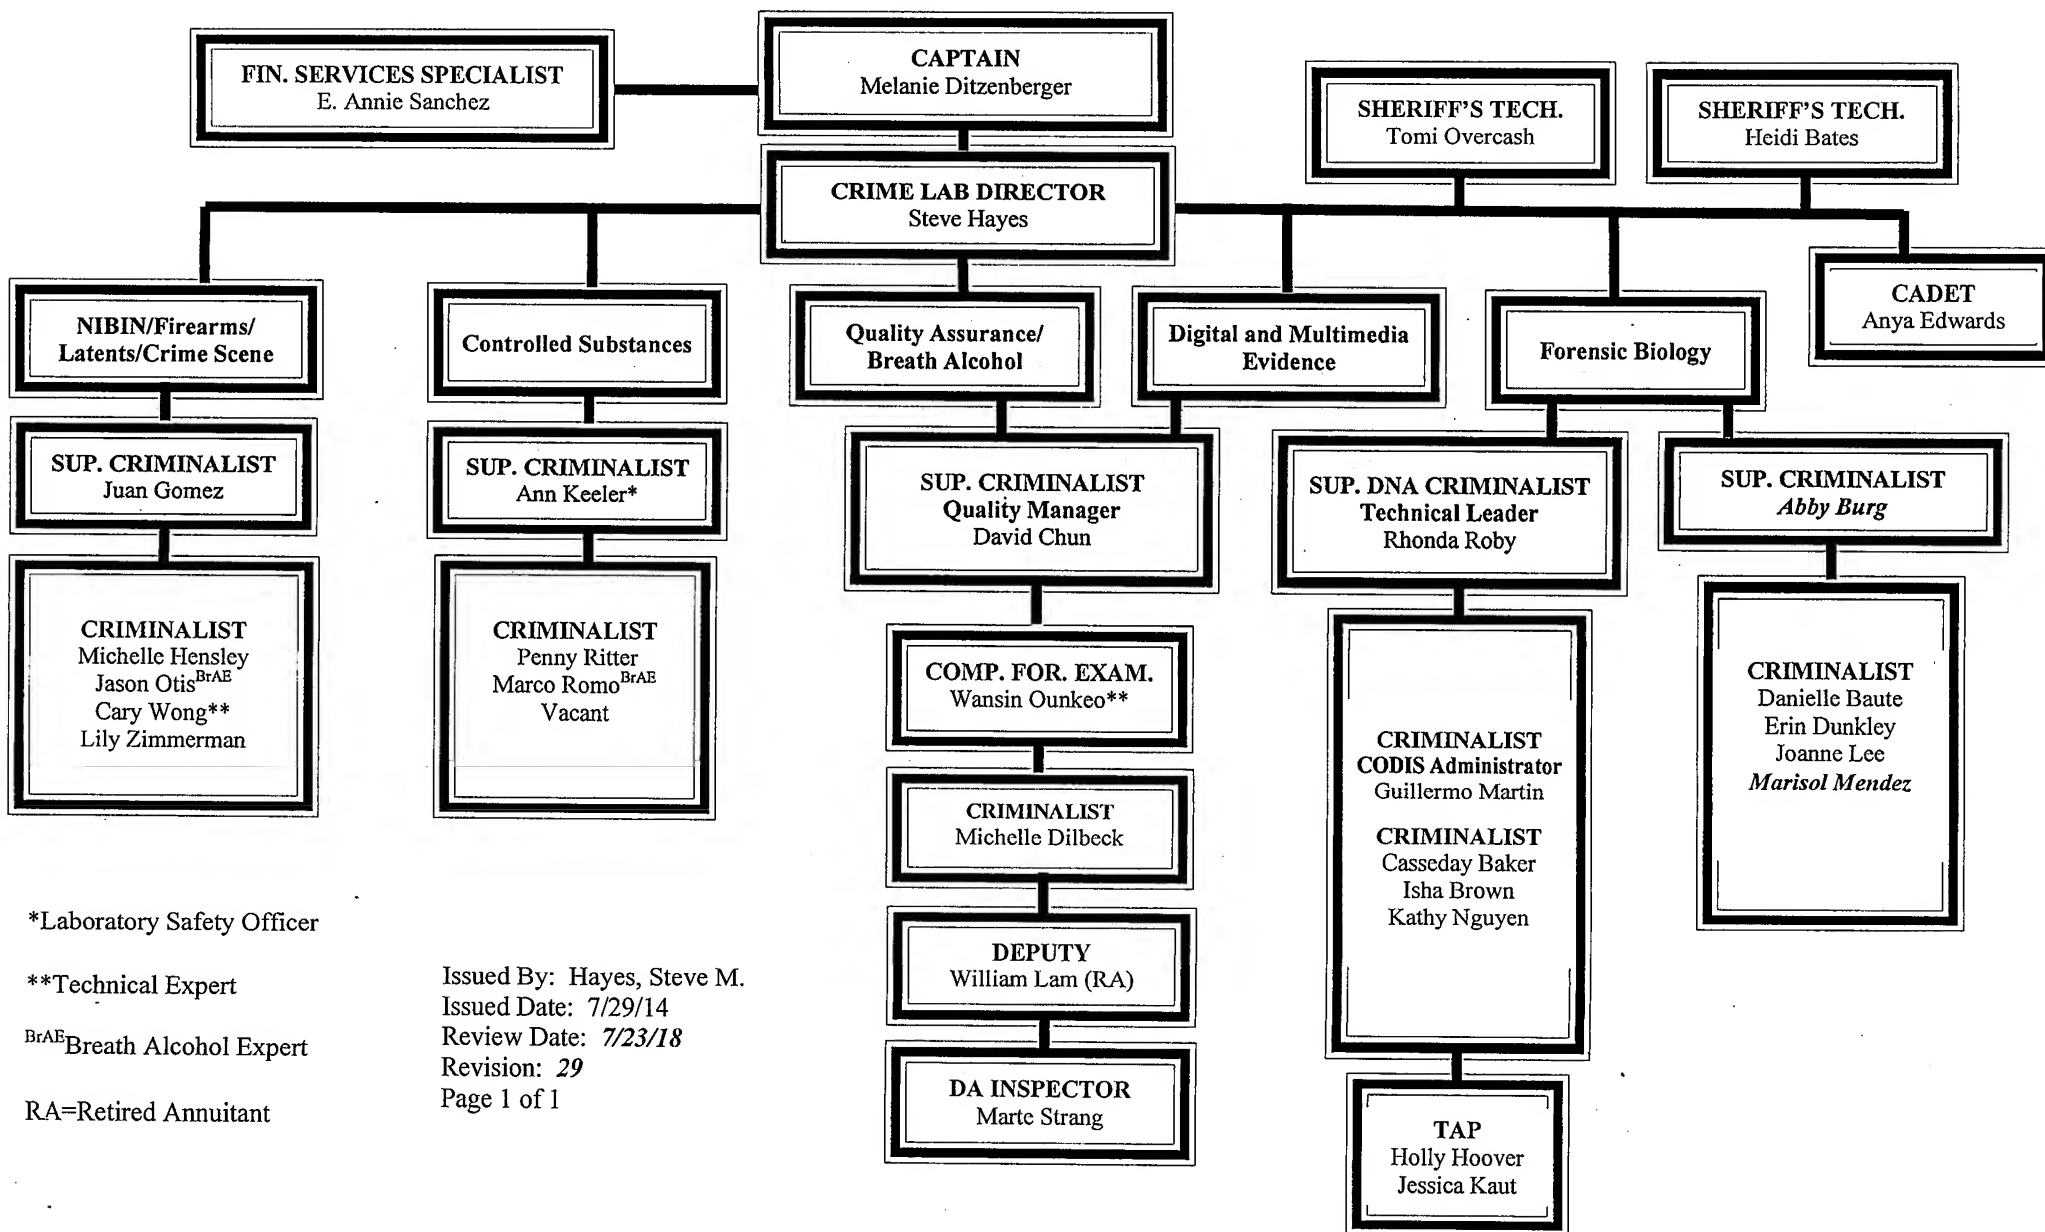 FIN. SERVICES SPECIALIST
E. Annie Sanchez
CAPTAIN
Melanie Ditzenberger
SHERIFF'S TECH.
Tomi Overcash
SHERIFF'S TECH.
Heidi Bates
CRIME LAB DIRECTOR
Steve Hayes
CADET
Anya Edwards
NIBIN/Firearms/
Latents/Crime Scene
Controlled Substances
Quality Assurance/
Breath Alcohol
Digital and Multimedia
Evidence
Forensic Biology
SUP. CRIMINALIST
Juan Gomez
SUP. CRIMINALIST
Ann Keeler*
SUP. CRIMINALIST
Quality Manager
David Chun
SUP. DNA CRIMINALIST
Technical Leader
Rhonda Roby
SUP. CRIMINALIST
Abby Burg
CRIMINALIST
Michelle Hensley
Jason Otis^BrAE
Cary Wong**
Lily Zimmerman
CRIMINALIST
Penny Ritter
Marco Romo^BrAE
Vacant
COMP. FOR. EXAM.
Wansin Ounkeo**
CRIMINALIST
Michelle Dilbeck
DEPUTY
William Lam (RA)
DA INSPECTOR
Marte Strang
CRIMINALIST
CODIS Administrator
Guillermo Martin
CRIMINALIST
Casseday Baker
Isha Brown
Kathy Nguyen
TAP
Holly Hoover
Jessica Kaut
CRIMINALIST
Danielle Baute
Erin Dunkley
Joanne Lee
Marisol Mendez
*Laboratory Safety Officer
**Technical Expert
BrAE Breath Alcohol Expert
RA=Retired Annuitant
Issued By: Hayes, Steve M.
Issued Date: 7/29/14
Review Date: 7/23/18
Revision: 29
Page 1 of 1